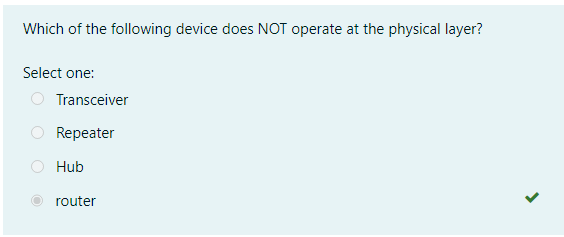 Which of the following device does NOT operate at the physical layer?
Select one:
Transceiver
Repeater
Hub
router